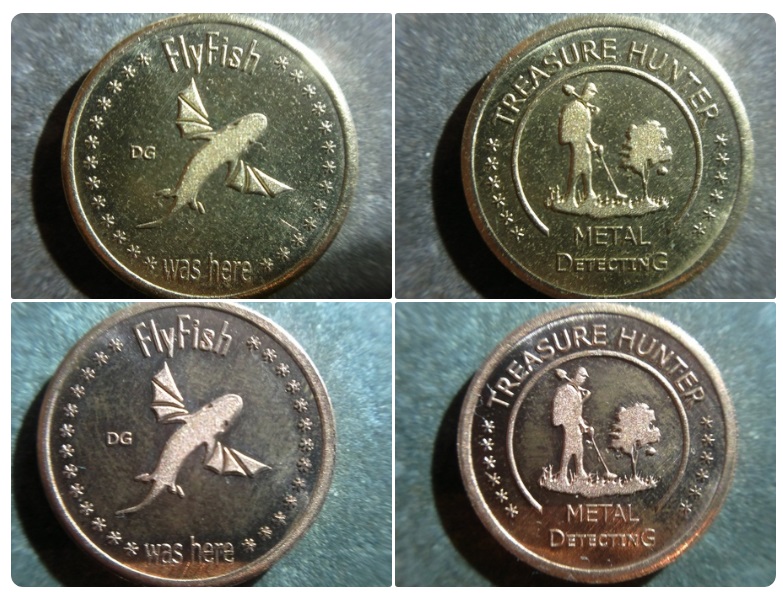 FlyFish
DG
was here
TREASURE HUNTER
METAL
DETECTING
FlyFish
DG
was here
TREASURE HUNTER
METAL
DETECTING